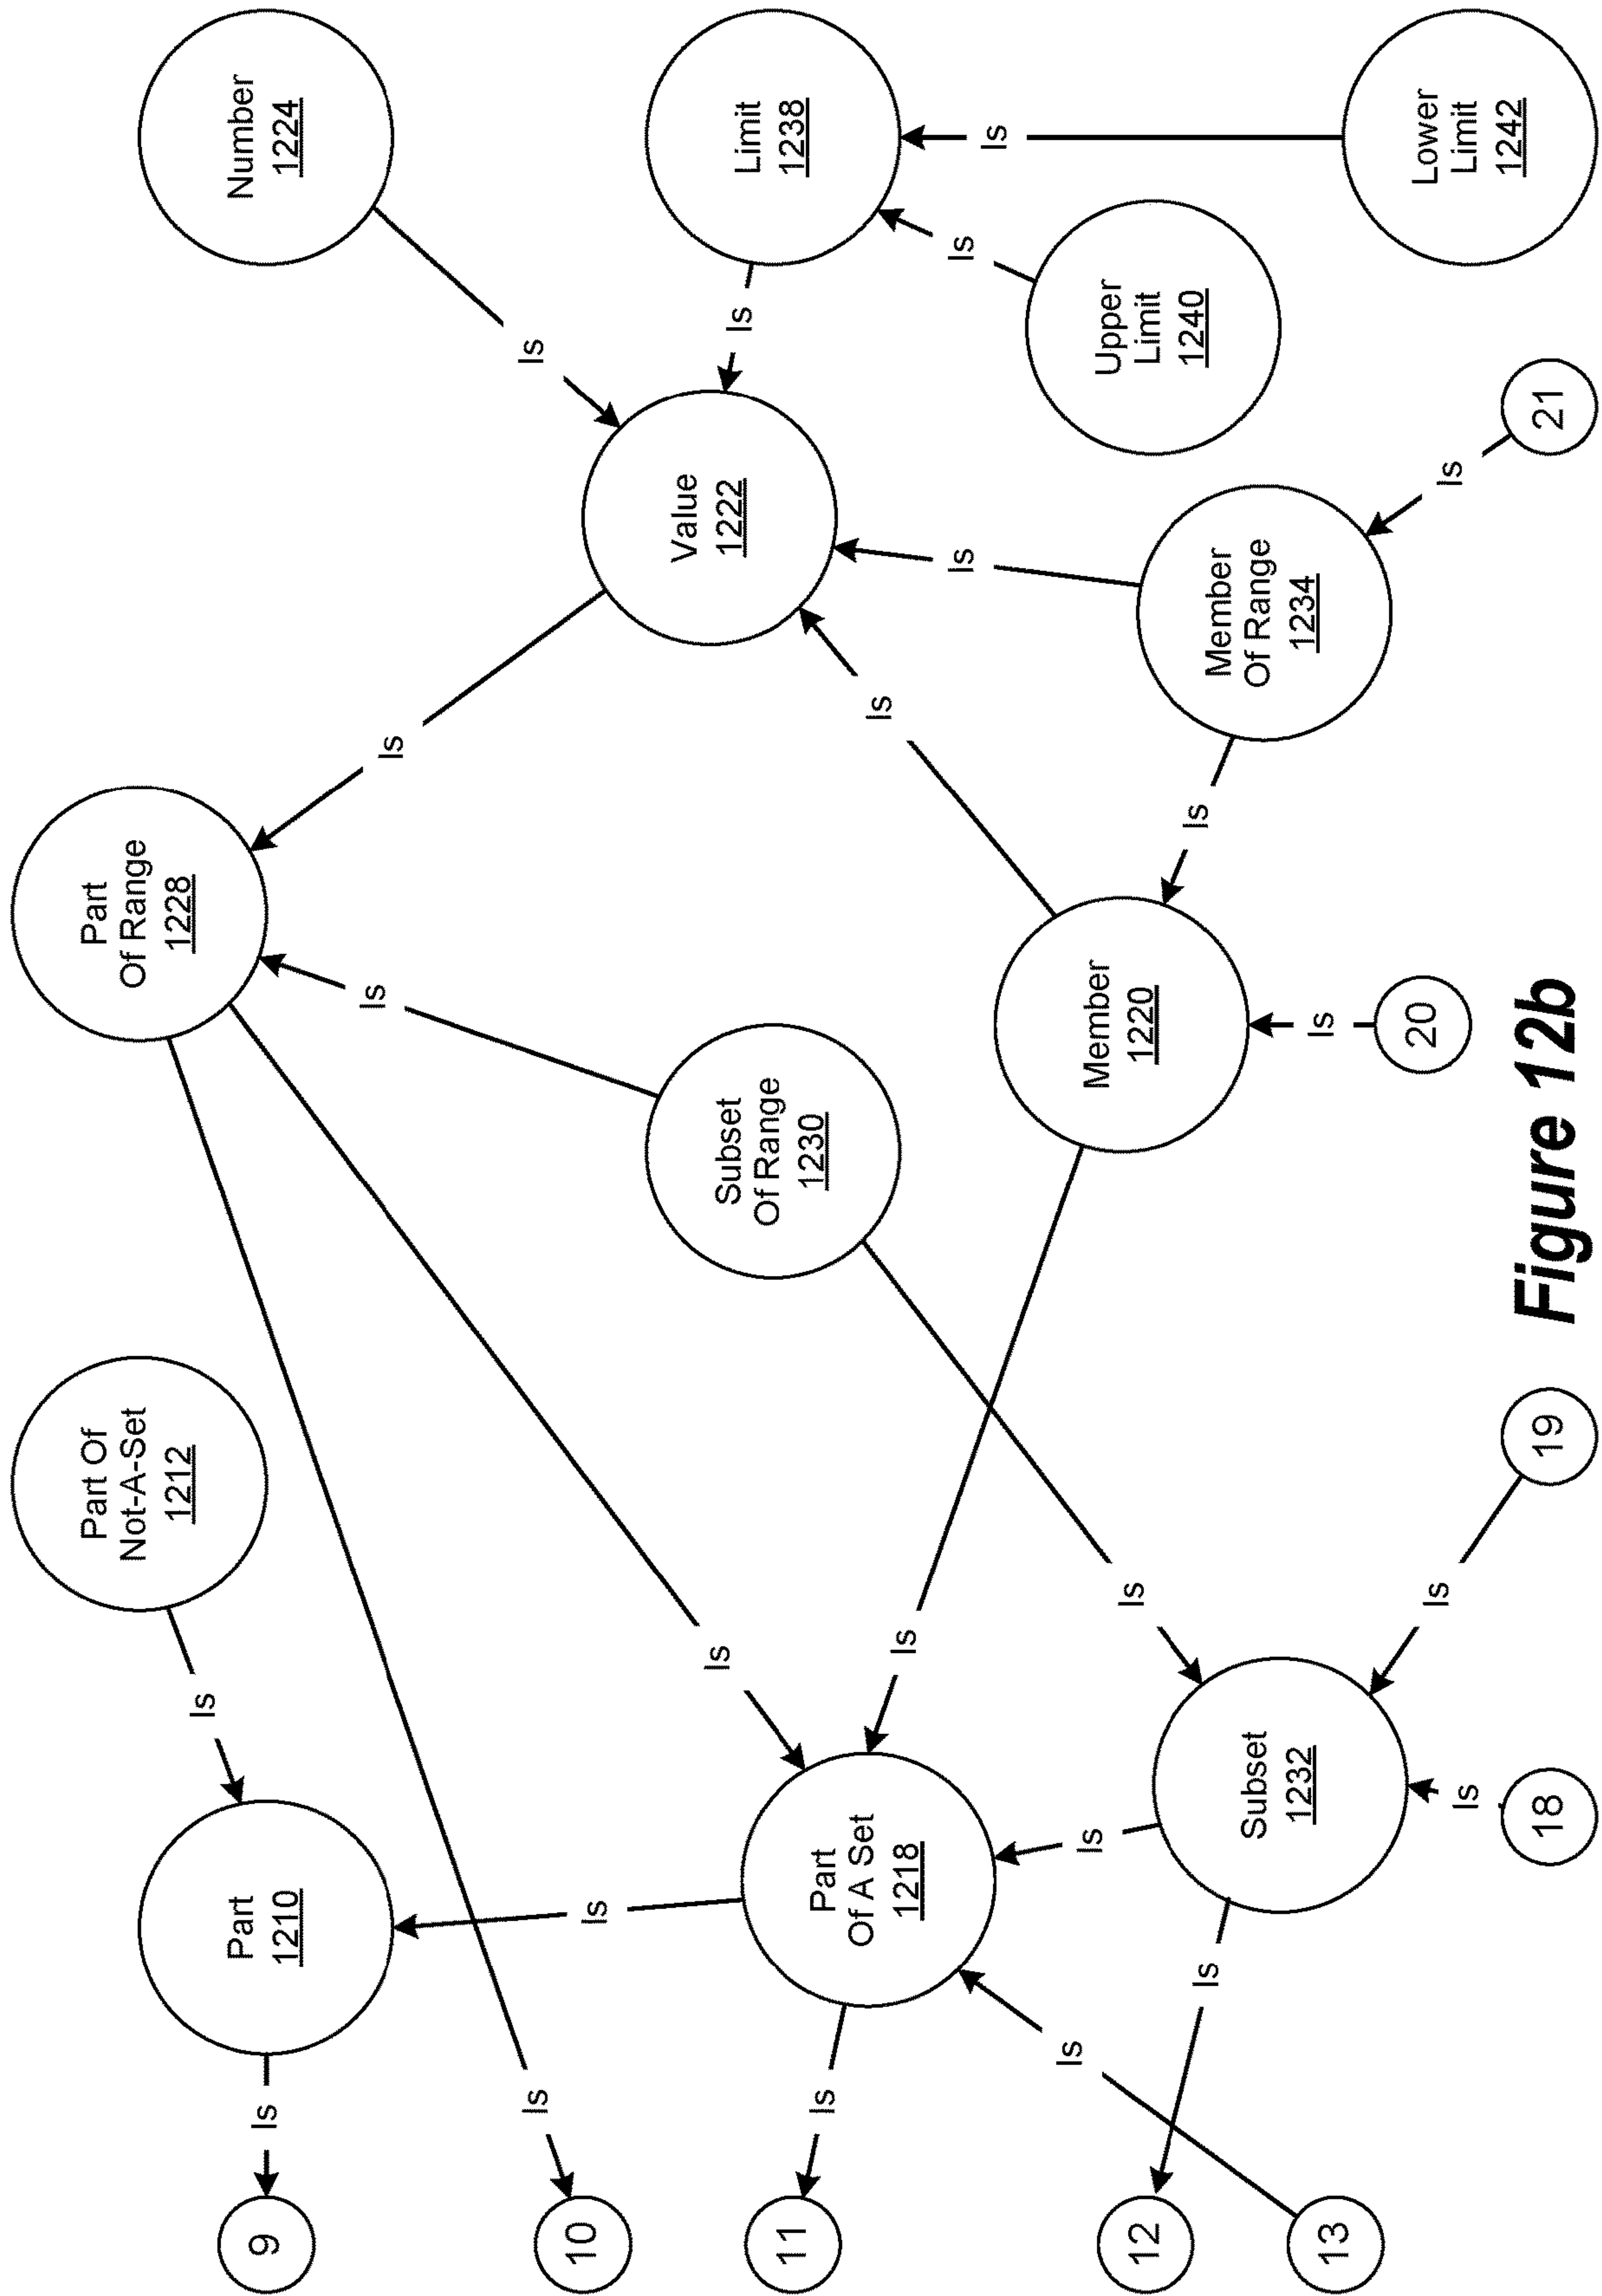 9
Is
Part
1210
Is
Part Of
Not-A-Set
1212
Part
Of Range
1228
Is
Is
Number
1224
Is
10
Is
Is
Is
11
Is
Part
Of A Set
1218
Is
Is
Subset
Of Range
1230
Value
1222
Is
Limit
1238
12
Is
Is
Subset
1232
Is
Member
1220
Is
Is
Is
Member
Of Range
1234
Upper
Limit
1240
Is
Is
13
Is
Is
18
Is
19
Is
20
Is
21
Lower
Limit
1242
Figure 12b